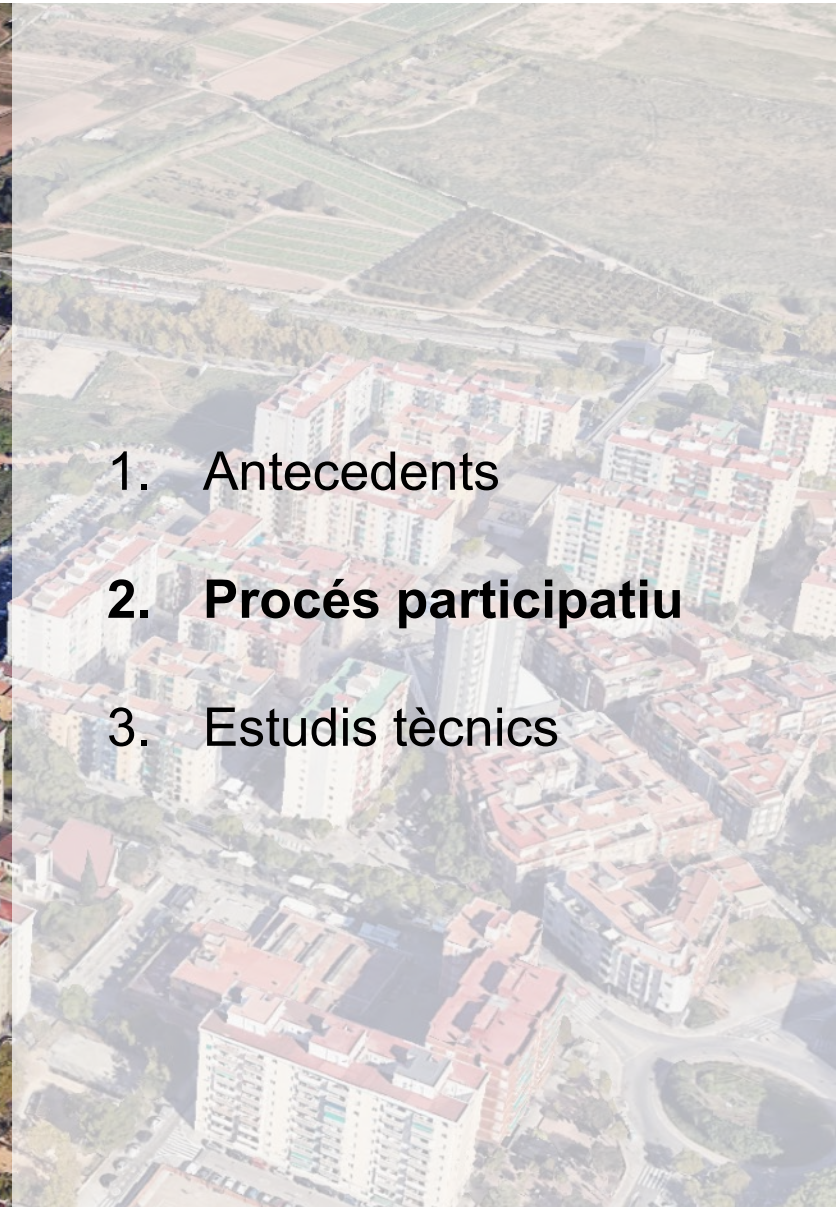 1. Antecedents
2. Procés participatiu
3. Estudis tècnics